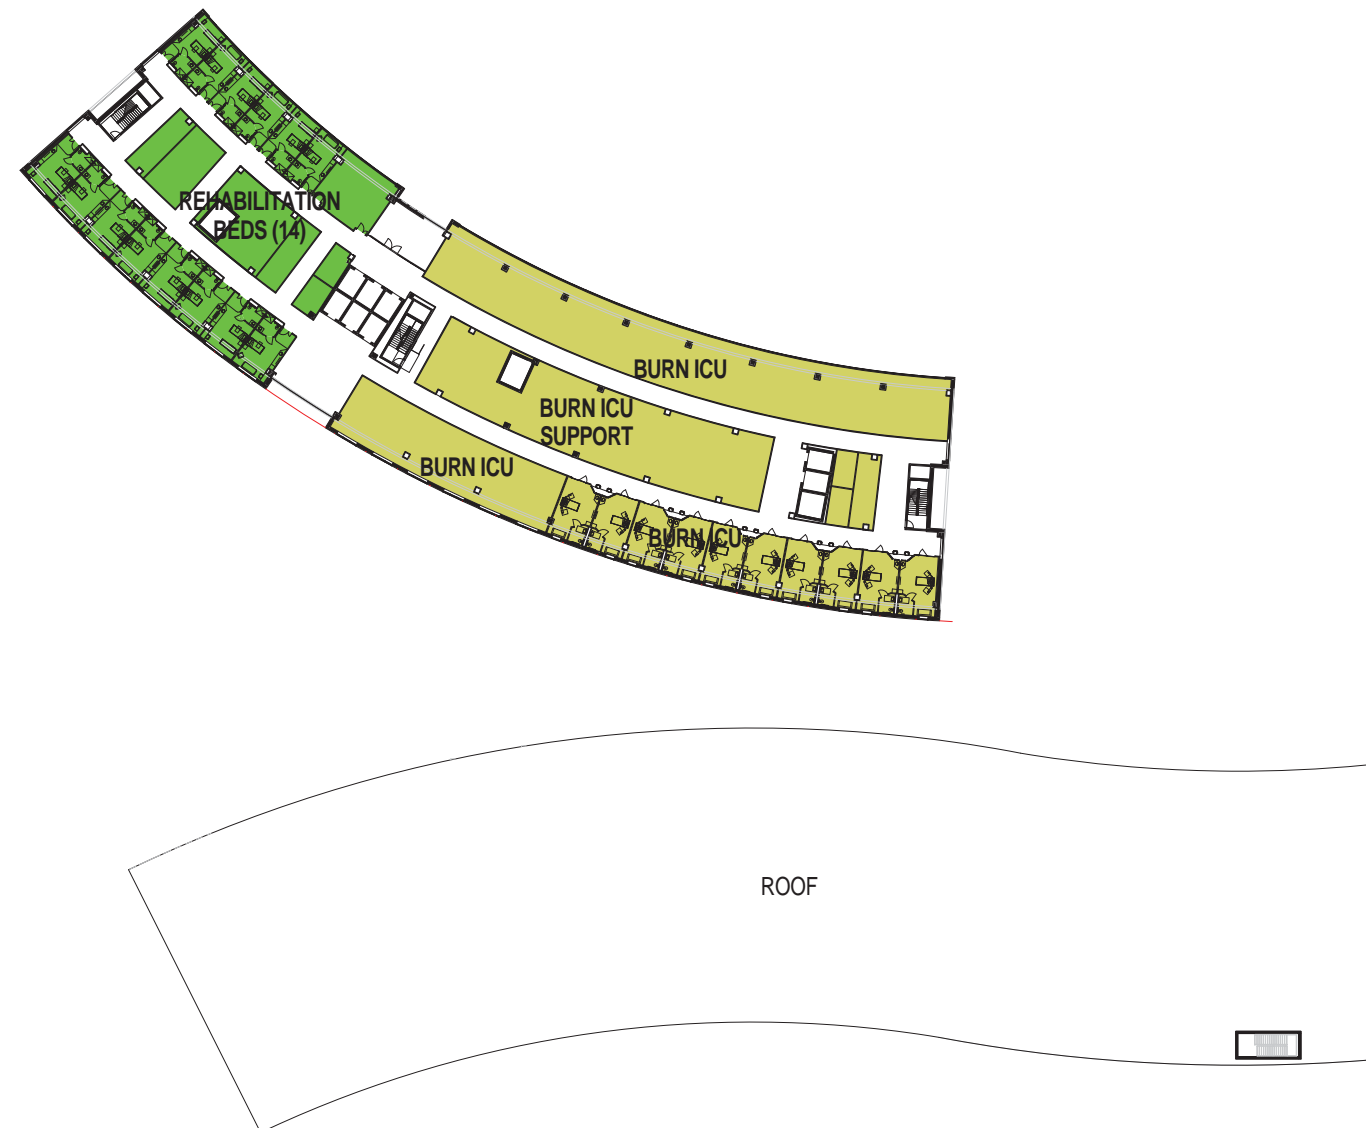 REHABILITATION
BEDS (14)
BURN ICU
BURN ICU
SUPPORT
BURN ICU
BURN ICU
ROOF